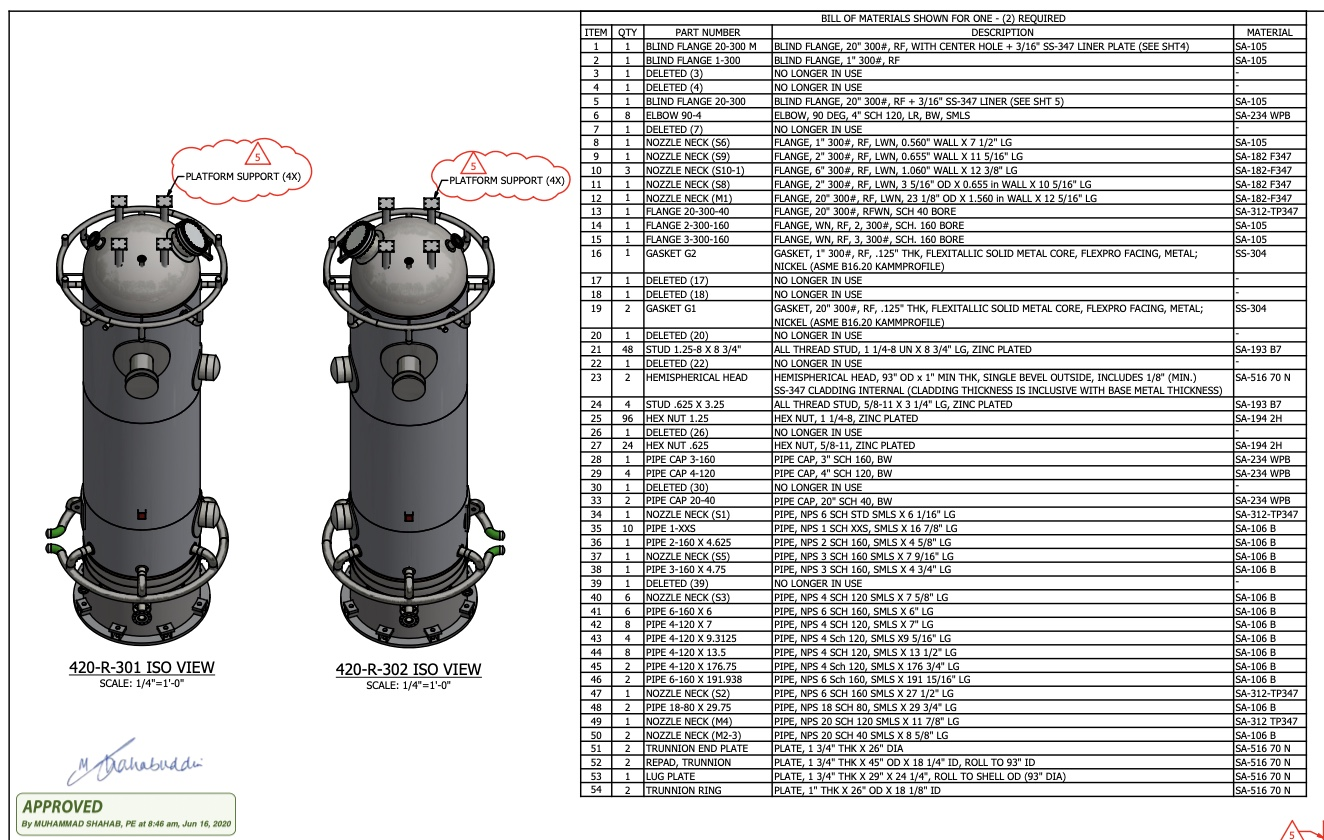 BILL OF MATERIALS SHOWN FOR ONE - (2) REQUIRED
ITEM QTY PART NUMBER DESCRIPTION MATERIAL
1 1 BLIND FLANGE 20-300 M BLIND FLANGE, 20" 300#, RF, WITH CENTER HOLE + 3/16" SS-347 LINER PLATE (SEE SHT4) SA-105
2 1 BLIND FLANGE 1-300 BLIND FLANGE, 1" 300#, RF SA-105
3 1 DELETED (3) NO LONGER IN USE -
4 1 DELETED (4) NO LONGER IN USE -
5 1 BLIND FLANGE 20-300 BLIND FLANGE, 20" 300#, RF + 3/16" SS-347 LINER (SEE SHT 5) SA-105
6 8 ELBOW 90-4 ELBOW, 90 DEG, 4" SCH 120, LR, BW, SMLS SA-234 WPB
7 1 DELETED (7) NO LONGER IN USE -
8 1 NOZZLE NECK (S6) FLANGE, 1" 300#, RF, LWN, 0.560" WALL X 7 1/2" LG SA-105
9 1 NOZZLE NECK (S9) FLANGE, 2" 300#, RF, LWN, 0.655" WALL X 11 5/16" LG SA-182 F347
10 3 NOZZLE NECK (S10-1) FLANGE, 6" 300#, RF, LWN, 1.060" WALL X 12 3/8" LG SA-182-F347
11 1 NOZZLE NECK (S8) FLANGE, 2" 300#, RF, LWN, 3 5/16" OD X 0.655 in WALL X 10 5/16" LG SA-182 F347
12 1 NOZZLE NECK (M1) FLANGE, 20" 300#, RF, LWN, 23 1/8" OD X 1.560 in WALL X 12 5/16" LG SA-182-F347
13 1 FLANGE 20-300-40 FLANGE, 20" 300#, RFWN, SCH 40 BORE SA-312-TP347
14 1 FLANGE 2-300-160 FLANGE, WN, RF, 2, 300#, SCH. 160 BORE SA-105
15 1 FLANGE 3-300-160 FLANGE, WN, RF, 3, 300#, SCH. 160 BORE SA-105
16 1 GASKET G2 GASKET, 1" 300#, RF, .125" THK, FLEXITALLIC SOLID METAL CORE, FLEXPRO FACING, METAL; SS-304
NICKEL (ASME B16.20 KAMMPROFILE)
17 1 DELETED (17) NO LONGER IN USE -
18 1 DELETED (18) NO LONGER IN USE -
19 2 GASKET G1 GASKET, 20" 300#, RF, .125" THK, FLEXITALLIC SOLID METAL CORE, FLEXPRO FACING, METAL; SS-304
NICKEL (ASME B16.20 KAMMPROFILE)
20 1 DELETED (20) NO LONGER IN USE -
21 48 STUD 1.25-8 X 8 3/4" ALL THREAD STUD, 1 1/4-8 UN X 8 3/4" LG, ZINC PLATED SA-193 B7
22 1 DELETED (22) NO LONGER IN USE -
23 2 HEMISPHERICAL HEAD HEMISPHERICAL HEAD, 93" OD x 1" MIN THK, SINGLE BEVEL OUTSIDE, INCLUDES 1/8" (MIN.) SA-516 70 N
SS-347 CLADDING INTERNAL (CLADDING THICKNESS IS INCLUSIVE WITH BASE METAL THICKNESS)
24 4 STUD .625 X 3.25 ALL THREAD STUD, 5/8-11 X 3 1/4" LG, ZINC PLATED SA-193 B7
25 96 HEX NUT 1.25 HEX NUT, 1 1/4-8, ZINC PLATED SA-194 2H
26 1 DELETED (26) NO LONGER IN USE -
27 24 HEX NUT .625 HEX NUT, 5/8-11, ZINC PLATED SA-194 2H
28 1 PIPE CAP 3-160 PIPE CAP, 3" SCH 160, BW SA-234 WPB
29 4 PIPE CAP 4-120 PIPE CAP, 4" SCH 120, BW SA-234 WPB
30 1 DELETED (30) NO LONGER IN USE -
33 2 PIPE CAP 20-40 PIPE CAP, 20" SCH 40, BW SA-234 WPB
34 1 NOZZLE NECK (S1) PIPE, NPS 6 SCH STD SMLS X 6 1/16" LG SA-312-TP347
35 10 PIPE 1-XXS PIPE, NPS 1 SCH XXS, SMLS X 16 7/8" LG SA-106 B
36 1 PIPE 2-160 X 4.625 PIPE, NPS 2 SCH 160, SMLS X 4 5/8" LG SA-106 B
37 1 NOZZLE NECK (S5) PIPE, NPS 3 SCH 160 SMLS X 7 9/16" LG SA-106 B
38 1 PIPE 3-160 X 4.75 PIPE, NPS 3 SCH 160, SMLS X 4 3/4" LG SA-106 B
39 1 DELETED (39) NO LONGER IN USE -
40 6 NOZZLE NECK (S3) PIPE, NPS 4 SCH 120 SMLS X 7 5/8" LG SA-106 B
41 6 PIPE 6-160 X 6 PIPE, NPS 6 SCH 160, SMLS X 6" LG SA-106 B
42 8 PIPE 4-120 X 7 PIPE, NPS 4 SCH 120, SMLS X 7" LG SA-106 B
43 4 PIPE 4-120 X 9.3125 PIPE, NPS 4 Sch 120, SMLS X9 5/16" LG SA-106 B
44 8 PIPE 4-120 X 13.5 PIPE, NPS 4 SCH 120, SMLS X 13 1/2" LG SA-106 B
45 2 PIPE 4-120 X 176.75 PIPE, NPS 4 Sch 120, SMLS X 176 3/4" LG SA-106 B
46 2 PIPE 6-160 X 191.938 PIPE, NPS 6 Sch 160, SMLS X 191 15/16" LG SA-106 B
47 1 NOZZLE NECK (S2) PIPE, NPS 6 SCH 160 SMLS X 27 1/2" LG SA-312-TP347
48 2 PIPE 18-80 X 29.75 PIPE, NPS 18 SCH 80, SMLS X 29 3/4" LG SA-106 B
49 1 NOZZLE NECK (M4) PIPE, NPS 20 SCH 120 SMLS X 11 7/8" LG SA-312 TP347
50 2 NOZZLE NECK (M2-3) PIPE, NPS 20 SCH 40 SMLS X 8 5/8" LG SA-106 B
51 2 TRUNNION END PLATE PLATE, 1 3/4" THK X 26" DIA SA-516 70 N
52 2 REPAD, TRUNNION PLATE, 1 3/4" THK X 45" OD X 18 1/4" ID, ROLL TO 93" ID SA-516 70 N
53 1 LUG PLATE PLATE, 1 3/4" THK X 29" X 24 1/4", ROLL TO SHELL OD (93" DIA) SA-516 70 N
54 2 TRUNNION RING PLATE, 1" THK X 26" OD X 18 1/8" ID SA-516 70 N
5
PLATFORM SUPPORT (4X)
5
PLATFORM SUPPORT (4X)
420-R-301 ISO VIEW
SCALE: 1/4"=1'-0"
420-R-302 ISO VIEW
SCALE: 1/4"=1'-0"
M Shahabuddin
APPROVED
By MUHAMMAD SHAHAB, PE at 8:46 am, Jun 16, 2020
5